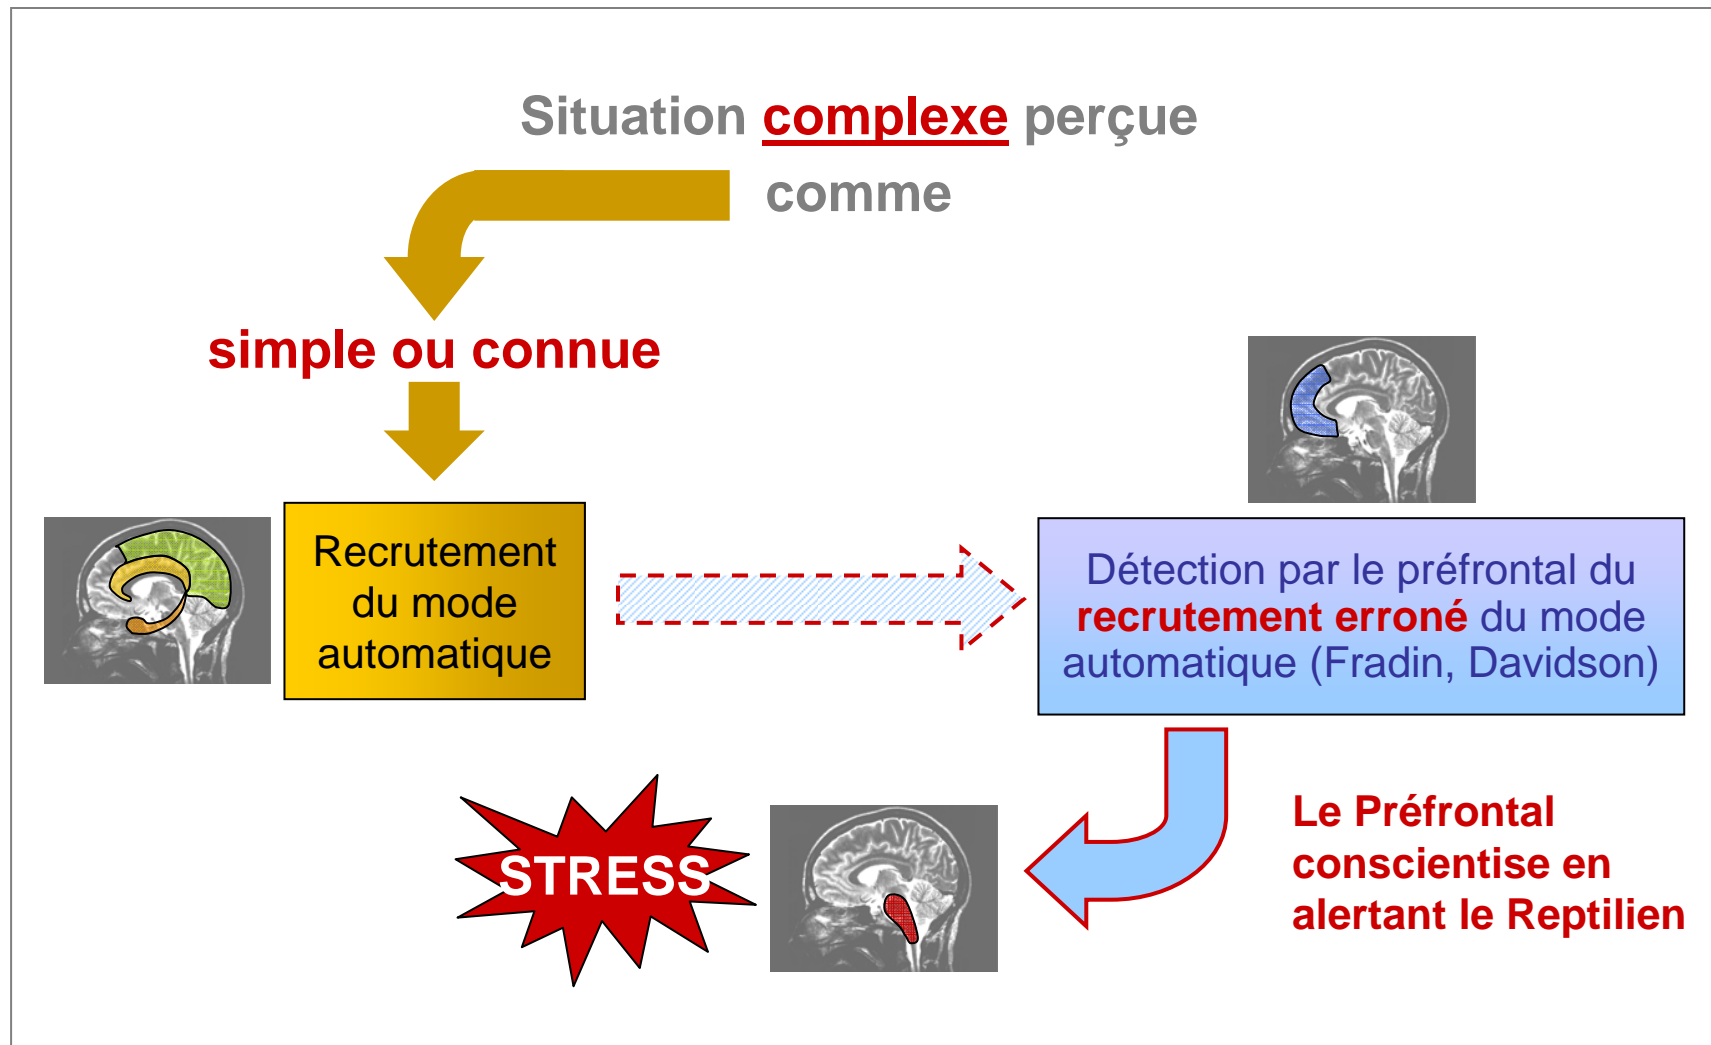 Situation complexe perçue
comme
simple ou connue
Recrutement
du mode
automatique
Détection par le préfrontal du
recrutement erroné du mode
automatique (Fradin, Davidson)
STRESS
Le Préfrontal
conscientise en
alertant le Reptilien